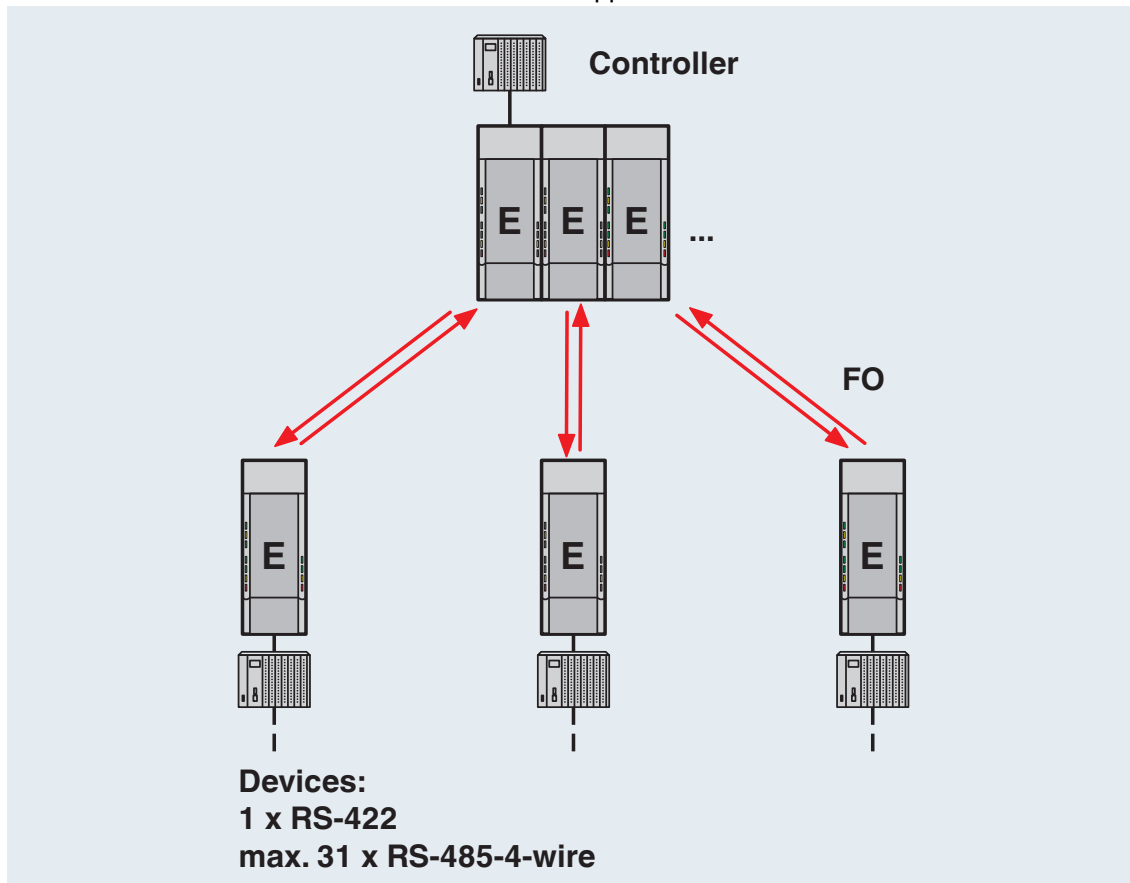 Controller
E E E ...
FO
E E E
Devices:
1 x RS-422
max. 31 x RS-485-4-wire